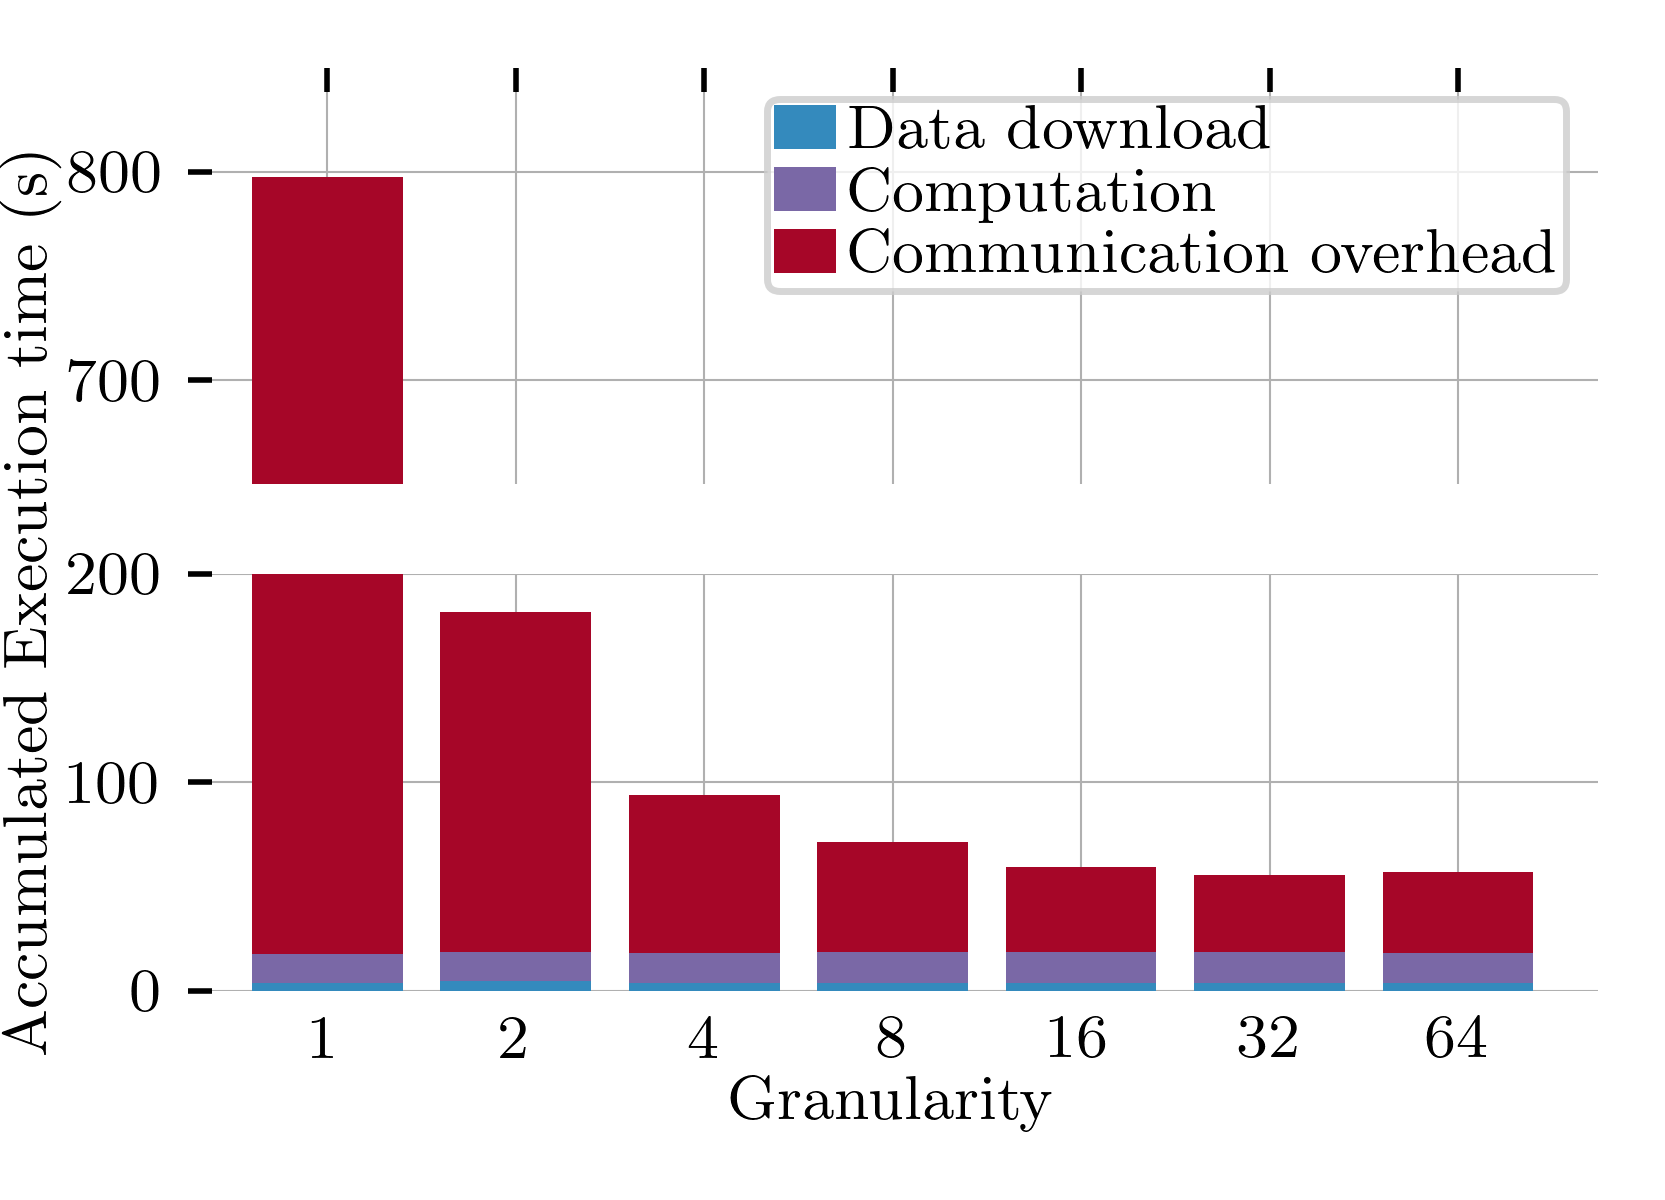 Accumulated Execution time (s)
800
700
200
100
0
Data download
Computation
Communication overhead
1 2 4 8 16 32 64
Granularity